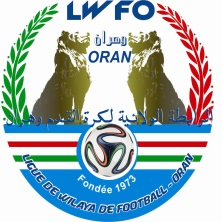 LWFO
وهران
ORAN
الرابطة الولائية لكرة القدم وهران
Fondée 1973
LIGUE DE WILAYA DE FOOTBALL - ORAN